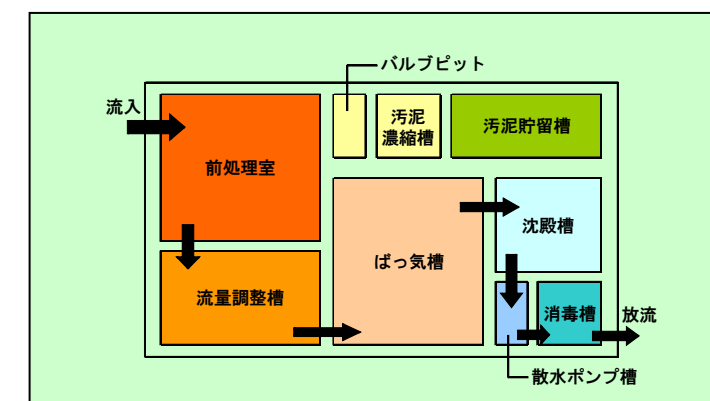 バルブピット
流入
汚泥
濃縮槽
汚泥貯留槽
前処理室
沈殿槽
ばっ気槽
流量調整槽
消毒槽
放流
散水ポンプ槽